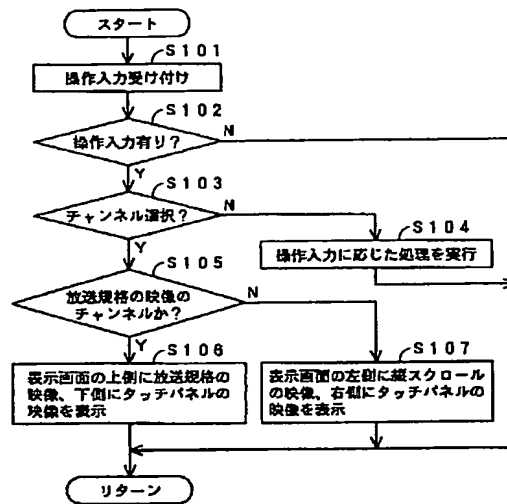 スタート
S101
操作入力受け付け
S102
操作入力有り?
N
Y
S103
チャンネル選択?
N
Y
S104
操作入力に応じた処理を実行
S105
放送規格の映像の
チャンネルか?
N
Y
S106
表示画面の上側に放送規格の
映像、下側にタッチパネルの
映像を表示
S107
表示画面の左側に縦スクロール
の映像、右側にタッチパネルの
映像を表示
リターン